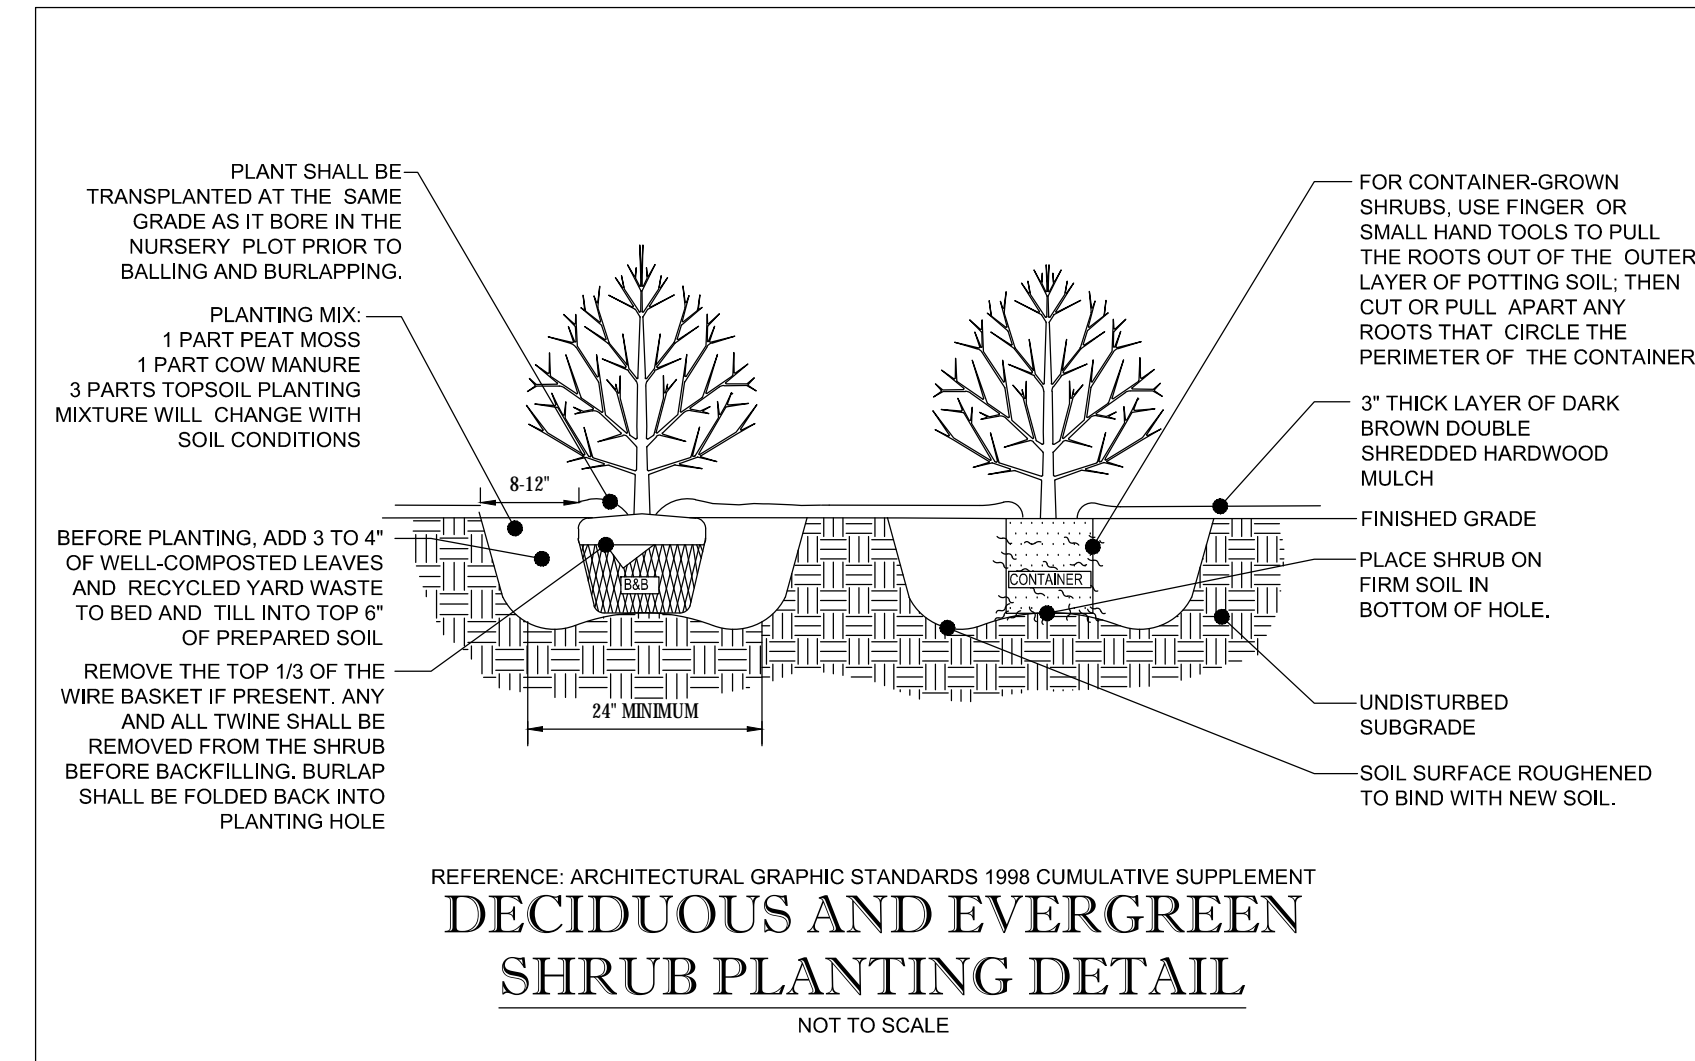 PLANT SHALL BE
TRANSPLANTED AT THE SAME
GRADE AS IT BORE IN THE
NURSERY PLOT PRIOR TO
BALLING AND BURLAPPING.
PLANTING MIX:
1 PART PEAT MOSS
1 PART COW MANURE
3 PARTS TOPSOIL PLANTING
MIXTURE WILL CHANGE WITH
SOIL CONDITIONS
8-12"
BEFORE PLANTING, ADD 3 TO 4"
OF WELL-COMPOSTED LEAVES
AND RECYCLED YARD WASTE
TO BED AND TILL INTO TOP 6"
OF PREPARED SOIL
REMOVE THE TOP 1/3 OF THE
WIRE BASKET IF PRESENT. ANY
AND ALL TWINE SHALL BE
REMOVED FROM THE SHRUB
BEFORE BACKFILLING. BURLAP
SHALL BE FOLDED BACK INTO
PLANTING HOLE
B&B
24" MINIMUM
CONTAINER
FOR CONTAINER-GROWN
SHRUBS, USE FINGER OR
SMALL HAND TOOLS TO PULL
THE ROOTS OUT OF THE OUTER
LAYER OF POTTING SOIL; THEN
CUT OR PULL APART ANY
ROOTS THAT CIRCLE THE
PERIMETER OF THE CONTAINER
3" THICK LAYER OF DARK
BROWN DOUBLE
SHREDDED HARDWOOD
MULCH
FINISHED GRADE
PLACE SHRUB ON
FIRM SOIL IN
BOTTOM OF HOLE.
UNDISTURBED
SUBGRADE
SOIL SURFACE ROUGHENED
TO BIND WITH NEW SOIL.
REFERENCE: ARCHITECTURAL GRAPHIC STANDARDS 1998 CUMULATIVE SUPPLEMENT
DECIDUOUS AND EVERGREEN
SHRUB PLANTING DETAIL
NOT TO SCALE